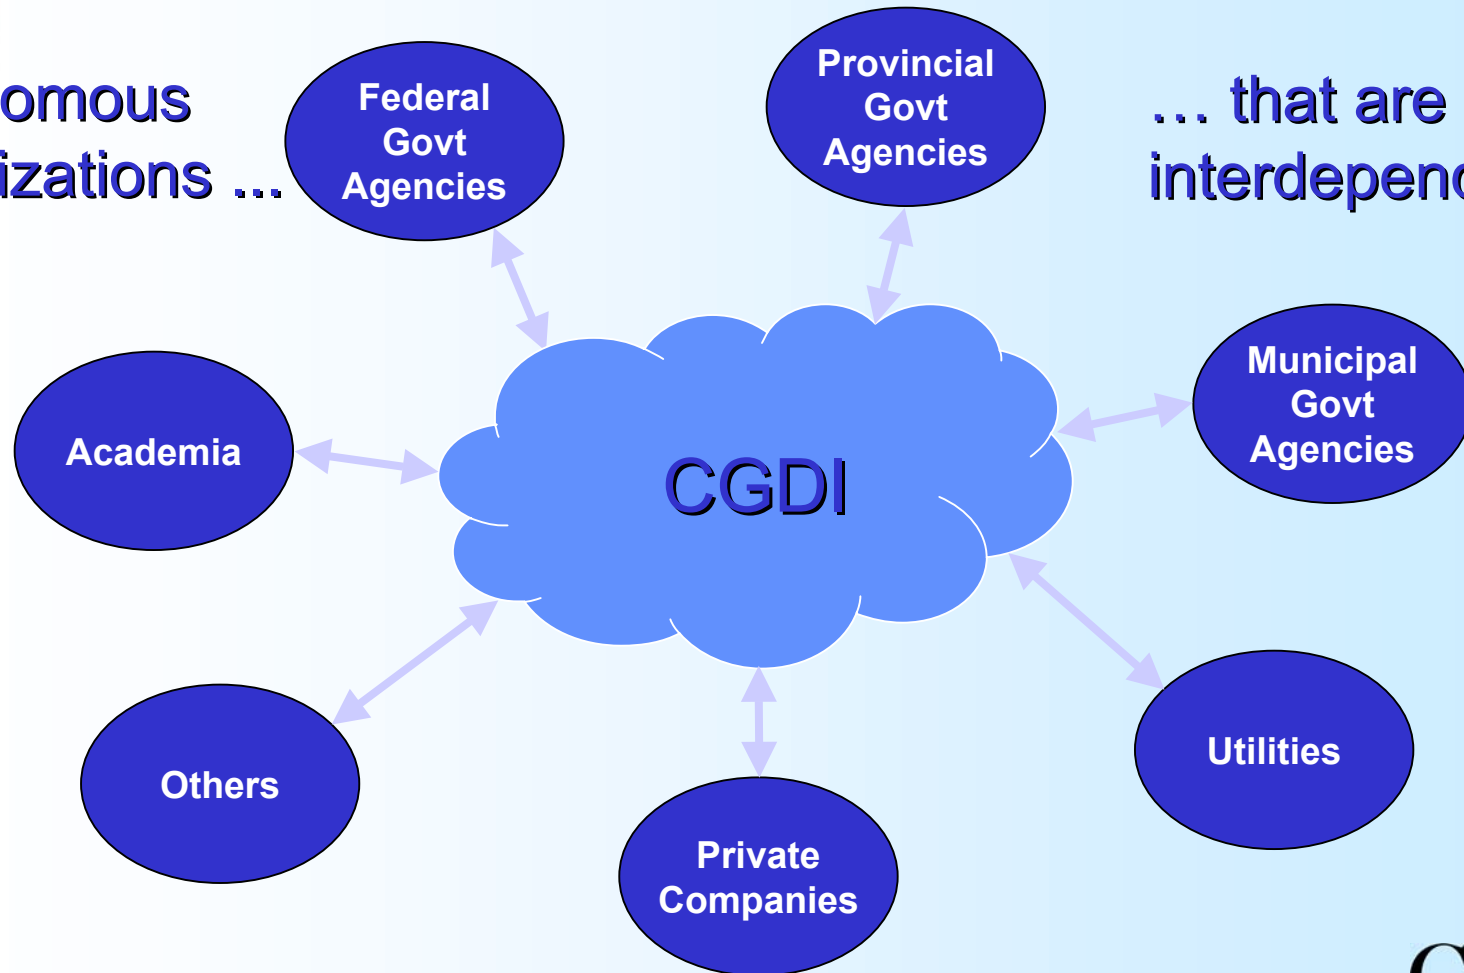 omous
izations ...
Federal
Govt
Agencies
Provincial
Govt
Agencies
... that are
interdepend
Academia
CGDI
Municipal
Govt
Agencies
Others
Private
Companies
Utilities